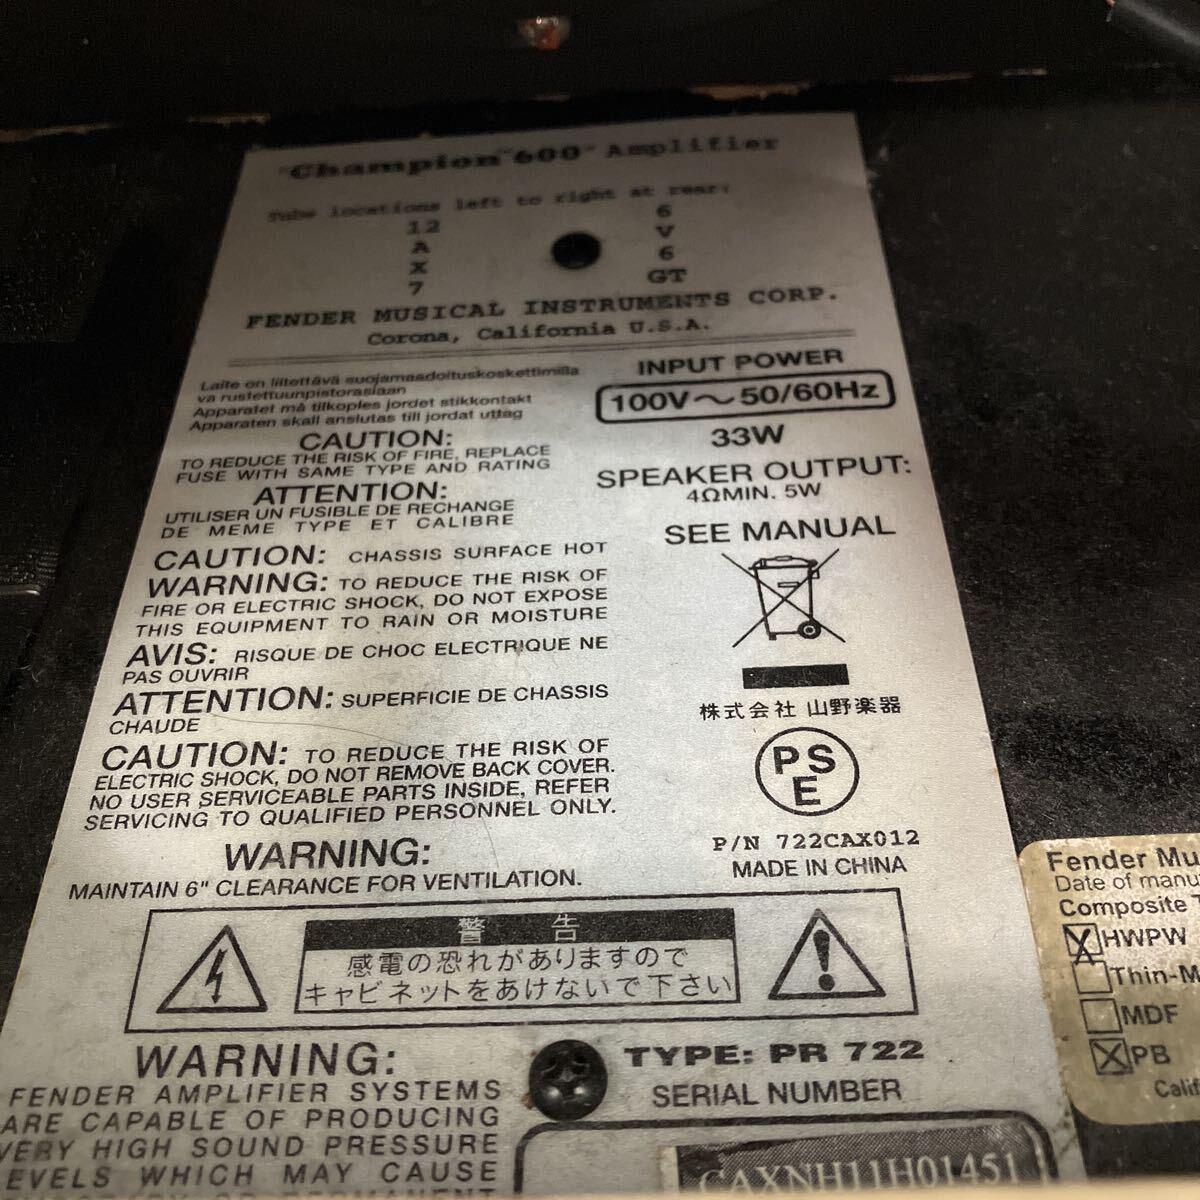 "Champion "600" Amplifier
Tube locations left to right at rear:
12
A
X
7
6
V
6
GT
FENDER MUSICAL INSTRUMENTS CORP.
Corona, California U.S.A.
Laite on liitettävä suojamaadoituskoskettimilla
va rustettuunpistorasiaan
Apparatet må tilkoples jordet stikkontakt
Apparaten skall anslutas till jordat uttag
CAUTION:
TO REDUCE THE RISK OF FIRE, REPLACE
FUSE WITH SAME TYPE AND RATING
ATTENTION:
UTILISER UN FUSIBLE DE RECHANGE
DE MEME TYPE ET CALIBRE
CAUTION: CHASSIS SURFACE HOT
WARNING: TO REDUCE THE RISK OF
FIRE OR ELECTRIC SHOCK, DO NOT EXPOSE
THIS EQUIPMENT TO RAIN OR MOISTURE
AVIS: RISQUE DE CHOC ELECTRIQUE NE
PAS OUVRIR
ATTENTION: SUPERFICIE DE CHASSIS
CHAUDE
CAUTION: TO REDUCE THE RISK OF
ELECTRIC SHOCK, DO NOT REMOVE BACK COVER.
NO USER SERVICEABLE PARTS INSIDE, REFER
SERVICING TO QUALIFIED PERSONNEL ONLY.
WARNING:
MAINTAIN 6" CLEARANCE FOR VENTILATION.
INPUT POWER
100V～50/60Hz
33W
SPEAKER OUTPUT:
4ΩMIN. 5W
SEE MANUAL
株式会社 山野楽器
PS
E
P/N 722CAX012
MADE IN CHINA
警告
感電の恐れがありますので
キャビネットをあけないで下さい
WARNING:
FENDER AMPLIFIER SYSTEMS
ARE CAPABLE OF PRODUCING
VERY HIGH SOUND PRESSURE
LEVELS WHICH MAY CAUSE
TYPE: PR 722
SERIAL NUMBER
CAXNH11H01451
Fender Mu
Date of manu
Composite
HWPW
Thin-M
MDF
PB
Calif